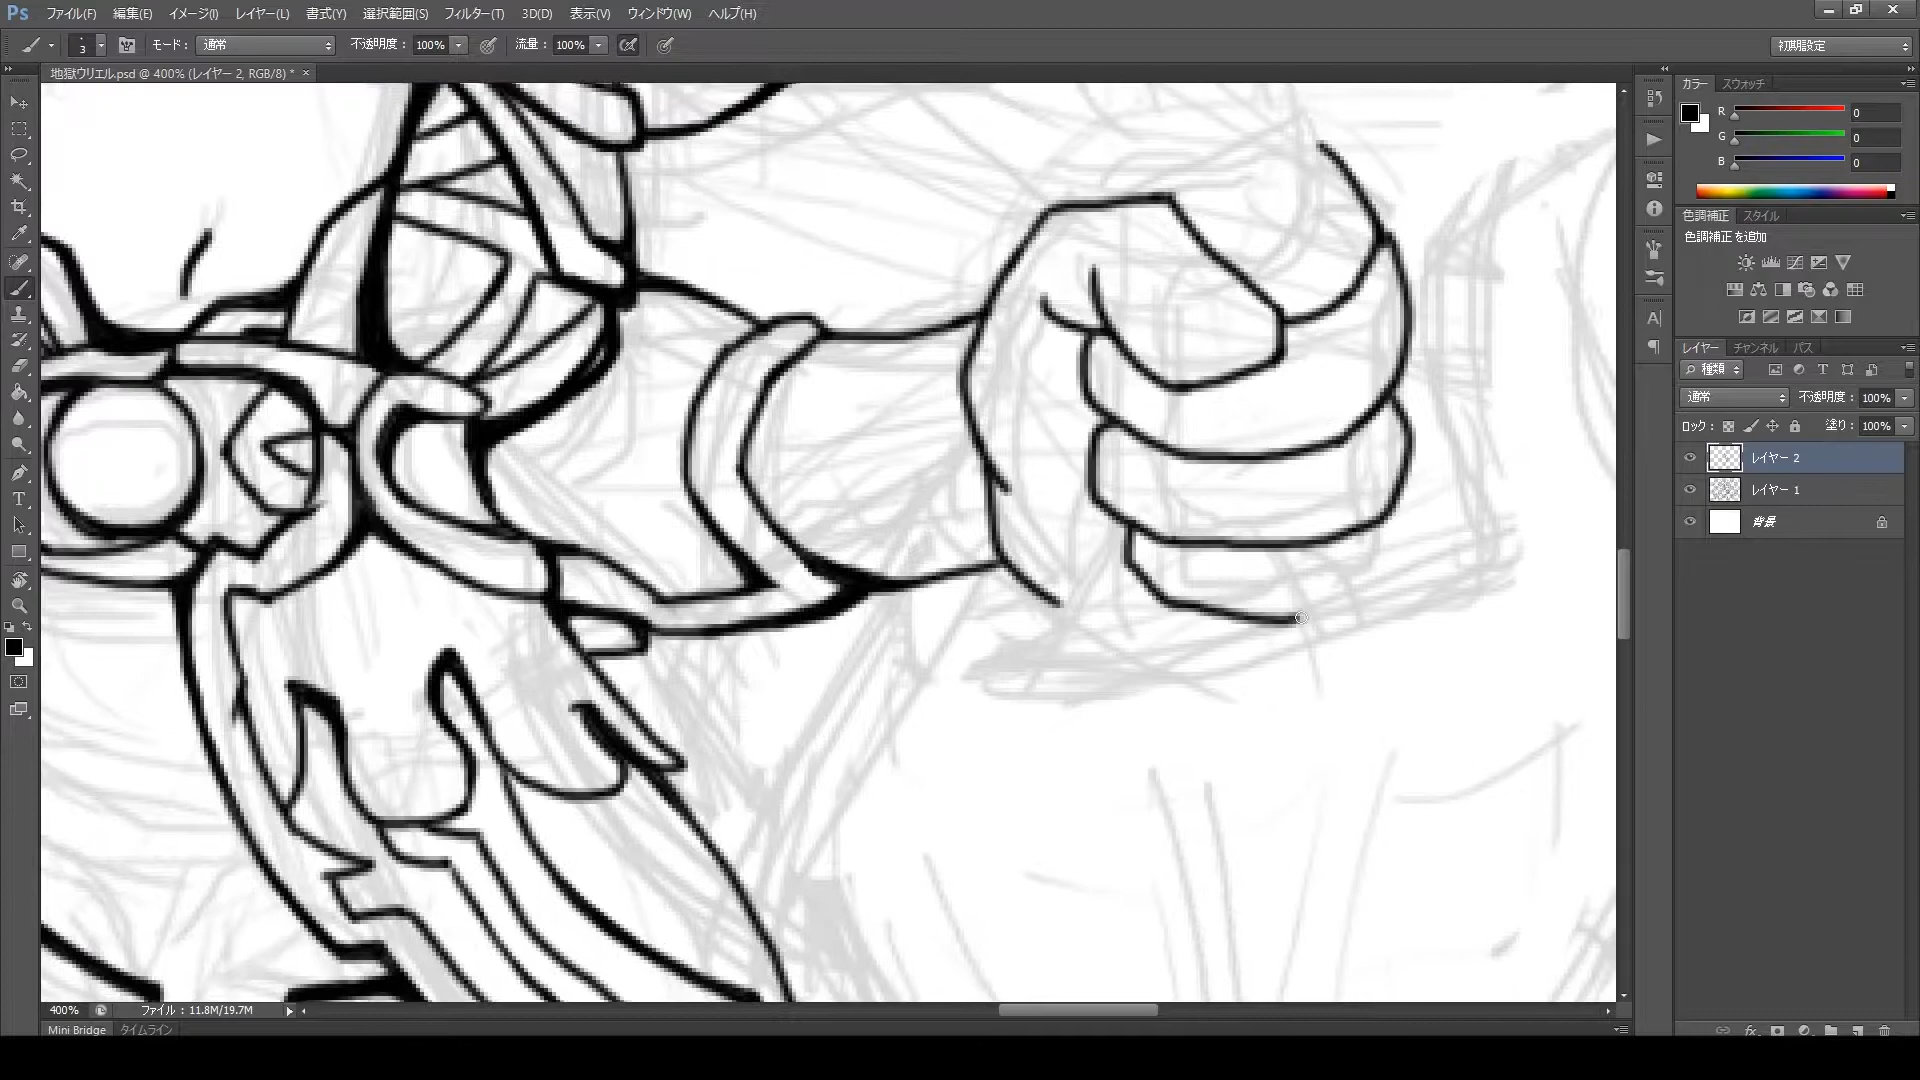 Ps ファイル(F) 編集(E) イメージ(I) レイヤー(L) 書式(Y) 選択範囲(S) フィルター(T) 3D(D) 表示(V) ウィンドウ(W) ヘルプ(H)
3 モード： 通常 不透明度： 100% 流量： 100% 初期設定
地獄ウリエル.psd @ 400% (レイヤー 2, RGB/8) * ×
カラー スウォッチ
R 0
G 0
B 0
色調補正 スタイル
色調補正を追加
レイヤー チャンネル パス
種類
通常 不透明度： 100%
ロック： 塗り： 100%
レイヤー 2
レイヤー 1
背景
400% ファイル：11.8M/19.7M
Mini Bridge タイムライン